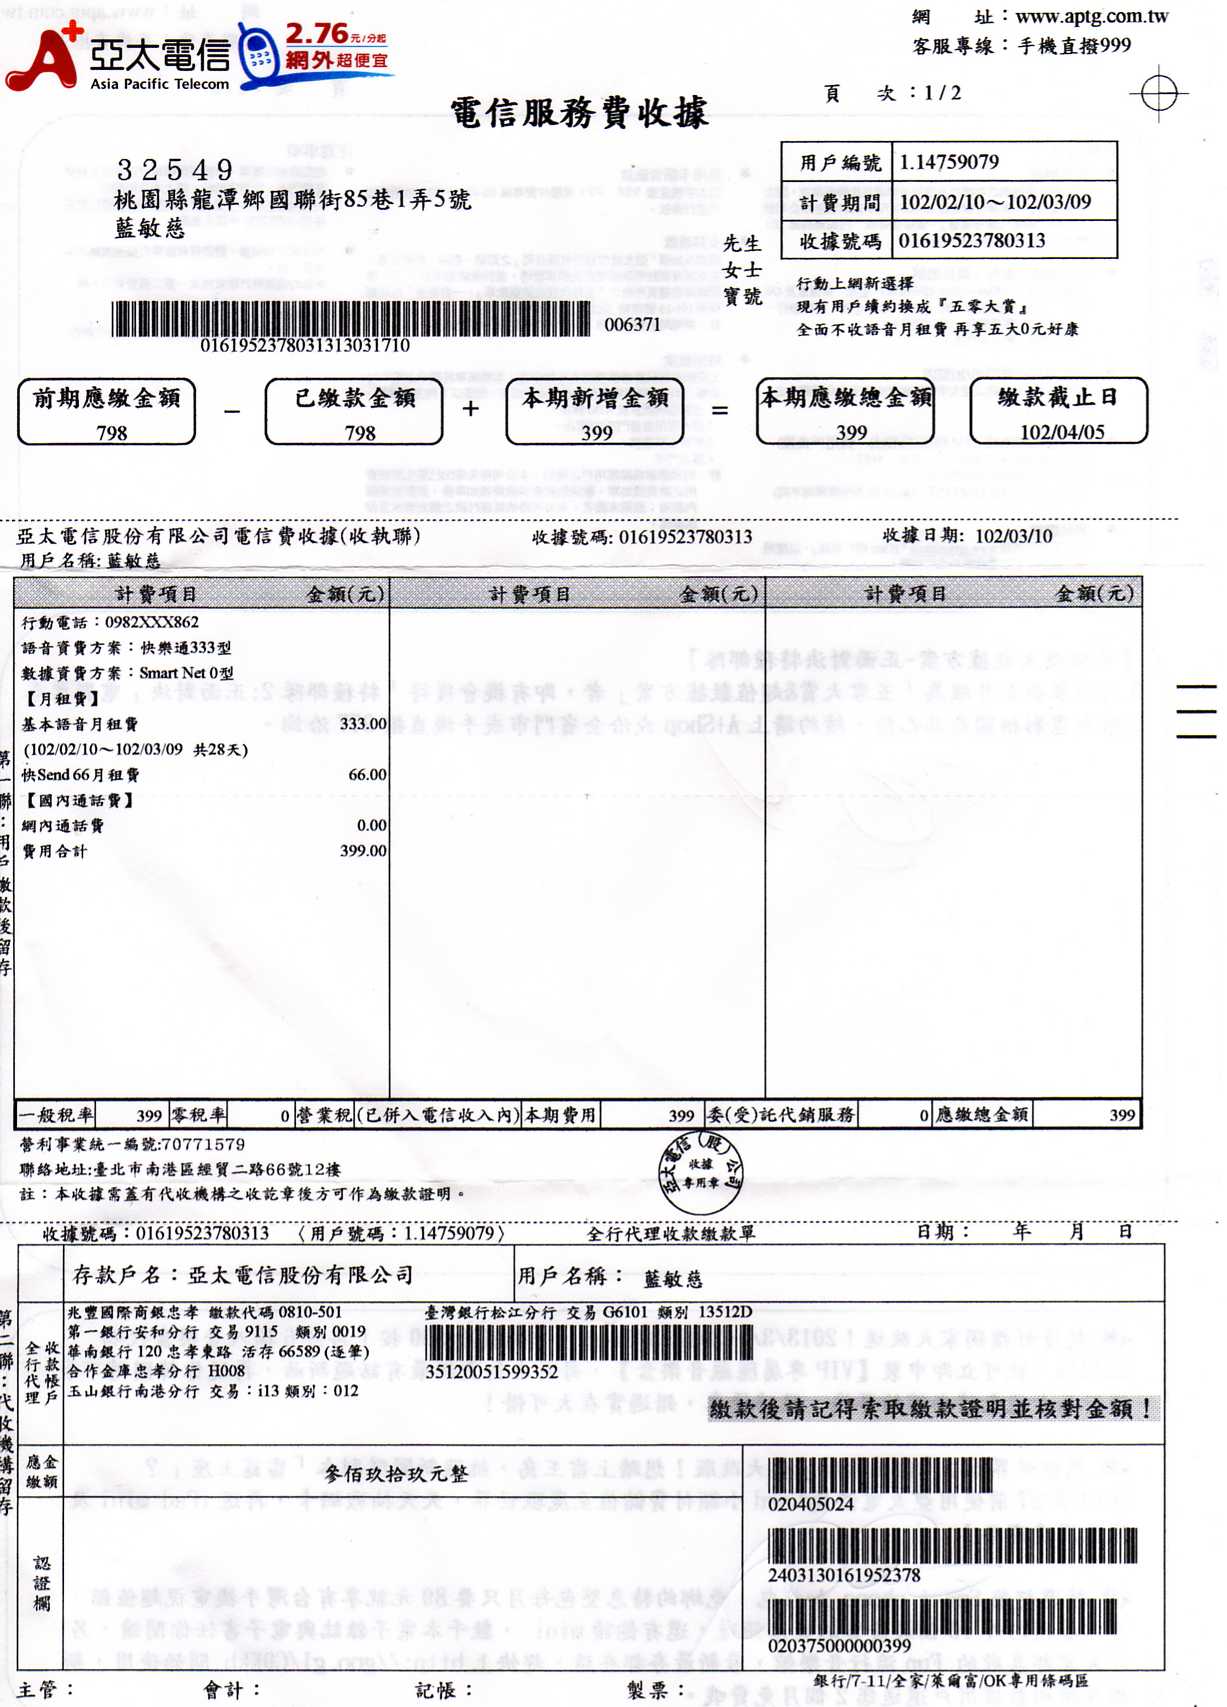 A+ 亞太電信
Asia Pacific Telecom
2.76元/分起
網外超便宜
網 址：www.aptg.com.tw
客服專線：手機直撥999
頁 次：1/2
電信服務費收據
32549
桃園縣龍潭鄉國聯街85巷1弄5號
藍敏慈
先生
女士
寶號
用戶編號 1.14759079
計費期間 102/02/10～102/03/09
收據號碼 01619523780313
行動上網新選擇
現有用戶續約換成『五零大賞』
全面不收語音月租費 再享五大0元好康
006371
0161952378031313031710
前期應繳金額 － 已繳款金額 ＋ 本期新增金額 ＝ 本期應繳總金額 繳款截止日
798 798 399 399 102/04/05
亞太電信股份有限公司電信費收據(收執聯) 收據號碼: 01619523780313 收據日期: 102/03/10
用戶名稱: 藍敏慈
計費項目 金額(元) 計費項目 金額(元) 計費項目 金額(元)
行動電話：0982XXX862
語音資費方案：快樂通333型
數據資費方案：Smart Net 0型
【月租費】
基本語音月租費 333.00
(102/02/10～102/03/09 共28天)
快Send 66月租費 66.00
【國內通話費】
網內通話費 0.00
費用合計 399.00
第一聯：用戶繳款後留存
一般稅率 399 零稅率 0 營業稅(已併入電信收入內) 本期費用 399 委(受)託代銷服務 0 應繳總金額 399
營利事業統一編號:70771579
聯絡地址:臺北市南港區經貿二路66號12樓
註：本收據需蓋有代收機構之收訖章後方可作為繳款證明。
亞太電信(股)公司
收據
專用章
收據號碼：01619523780313 〈用戶號碼：1.14759079〉 全行代理收款繳款單 日期： 年 月 日
存款戶名：亞太電信股份有限公司 用戶名稱： 藍敏慈
全行代理收款帳戶
兆豐國際商銀忠孝 繳款代碼 0810-501
第一銀行安和分行 交易 1915 類別 0019
華南銀行 120 忠孝東路 活存 66589 (逐筆)
合作金庫忠孝分行 H008
玉山銀行南港分行 交易：i13 類別：012
臺灣銀行松江分行 交易 G6101 類別 13512D
35120051599352
繳款後請記得索取繳款證明並核對金額！
第二聯：代收機構留存
應繳金額 參佰玖拾玖元整
認證欄
020405024
2403130161952378
020375000000399
銀行/7-11/全家/萊爾富/OK專用條碼區
主管： 會計： 記帳： 製票：